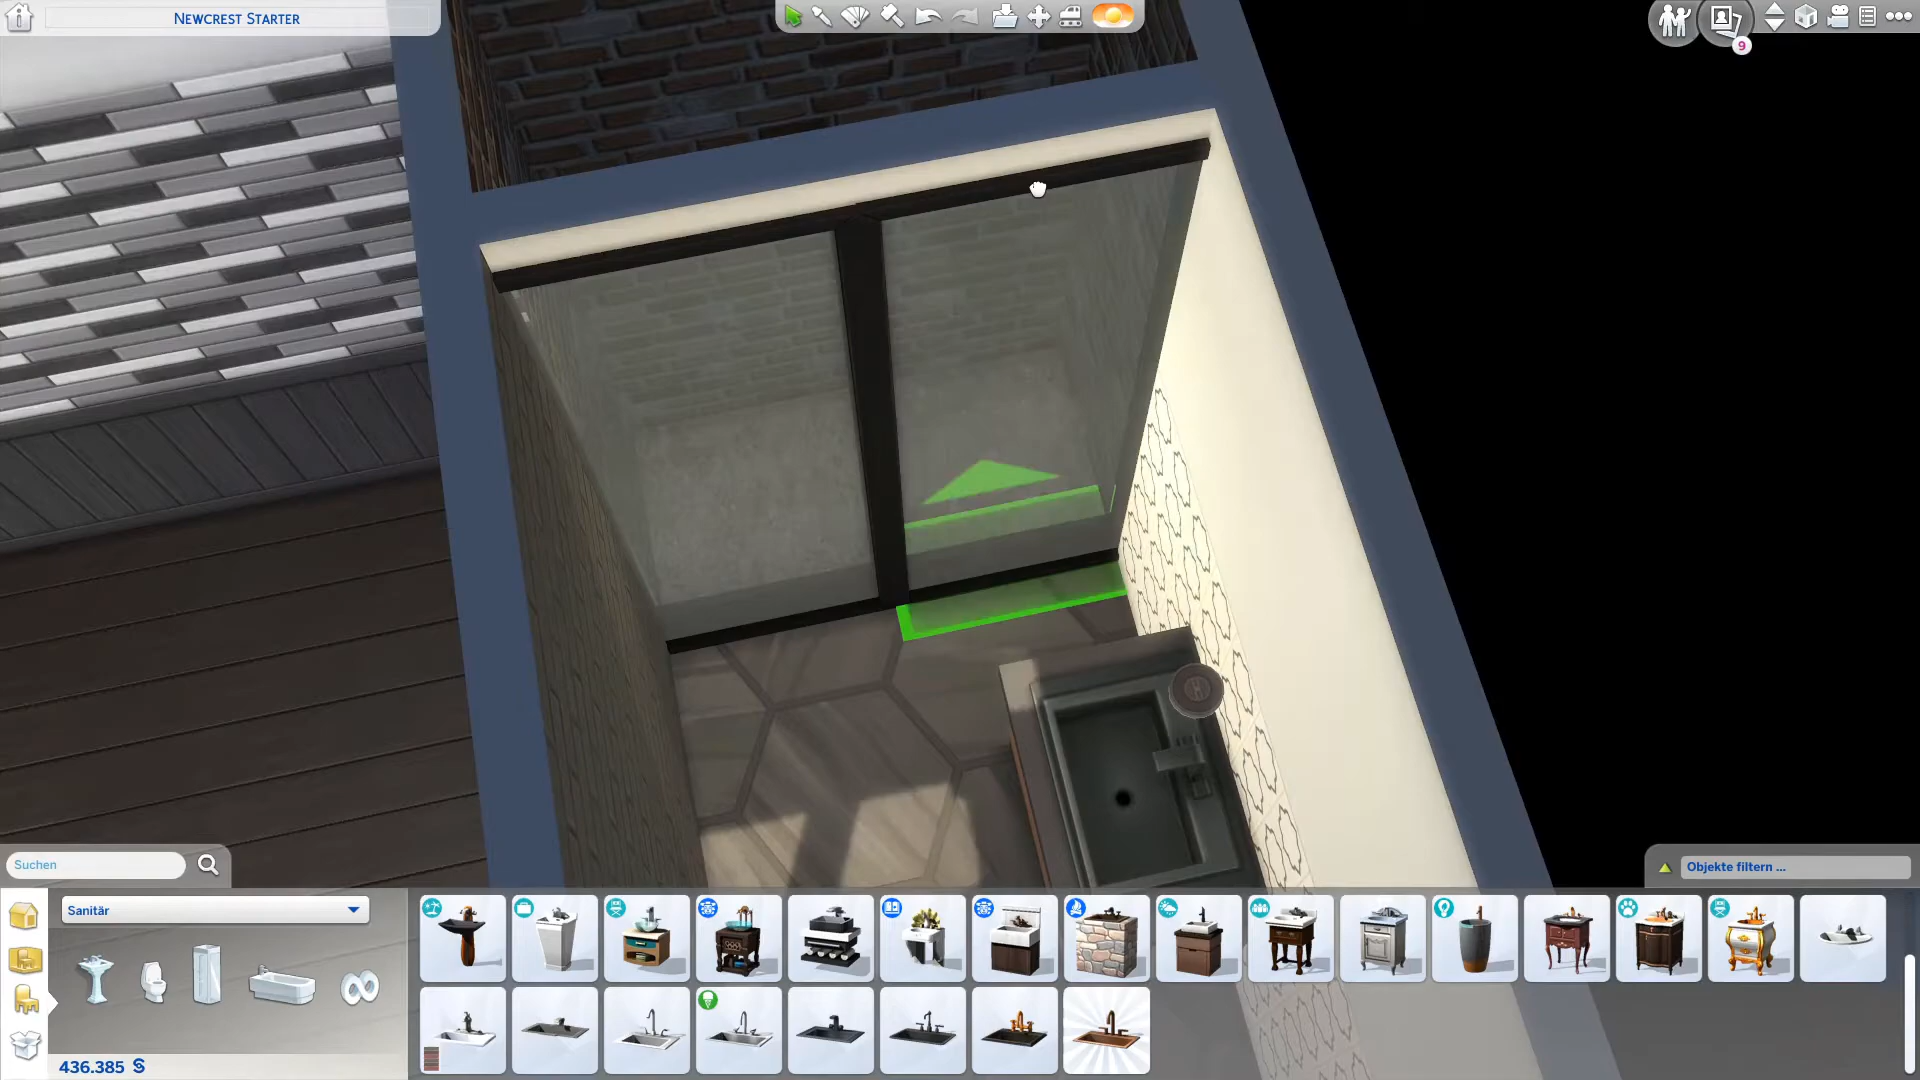 Newcrest Starter
9
Suchen
Objekte filtern ...
Sanitär
436.385 S